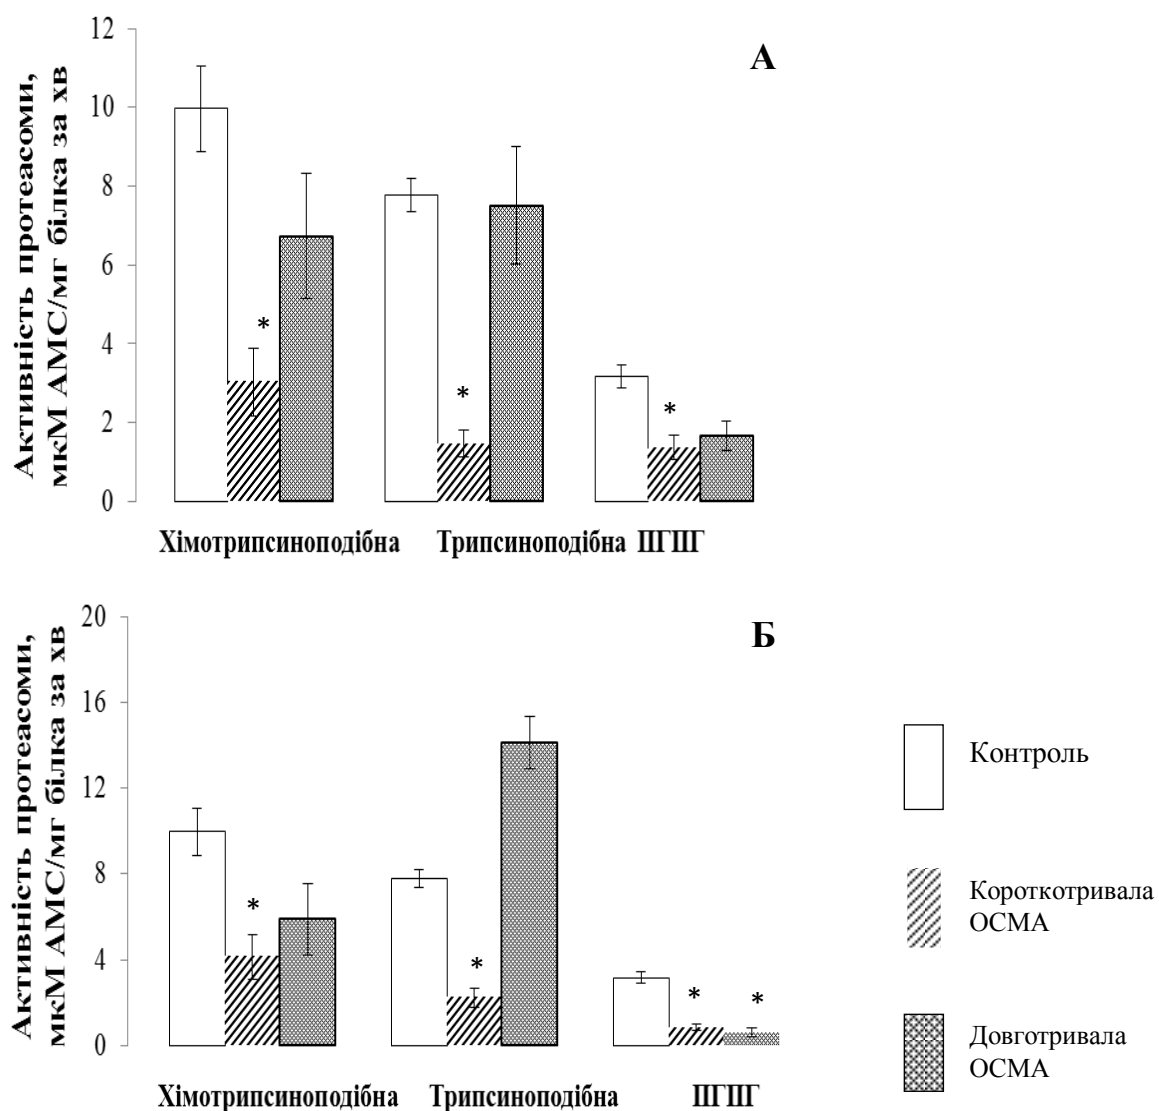 А
Активність протеасоми,
мкМ АМС/мг білка за хв
12
10
8
6
4
2
0
*
*
*
Хімотрипсиноподібна
Трипсиноподібна
ПГПГ
Б
Активність протеасоми,
мкМ АМС/мг білка за хв
20
16
12
8
4
0
*
*
*
*
Хімотрипсиноподібна
Трипсиноподібна
ПГПГ
Контроль
Короткотривала
ОСМА
Довготривала
ОСМА